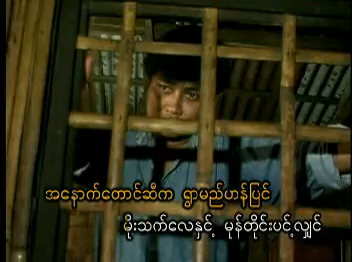 အနောက်တောင်ဆီက ရွာမည်ဟန်ပြင်
မိုးသက်လေနှင့် မုန်တိုင်းပင့်လျှင်